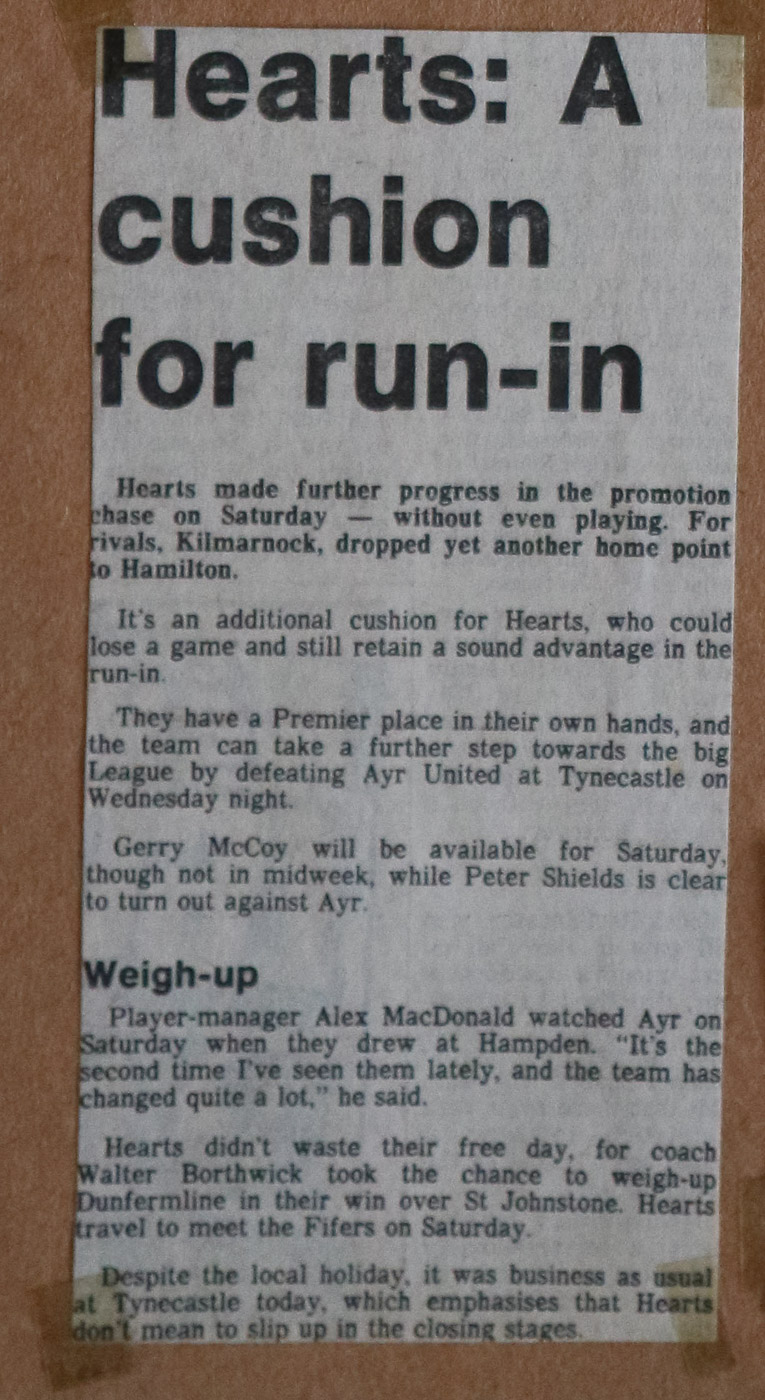 Hearts: A
cushion
for run-in
Hearts made further progress in the promotion
chase on Saturday — without even playing. For
rivals, Kilmarnock, dropped yet another home point
to Hamilton.
It's an additional cushion for Hearts, who could
lose a game and still retain a sound advantage in the
run-in.
They have a Premier place in their own hands, and
the team can take a further step towards the big
League by defeating Ayr United at Tynecastle on
Wednesday night.
Gerry McCoy will be available for Saturday,
though not in midweek, while Peter Shields is clear
to turn out against Ayr.
Weigh-up
Player-manager Alex MacDonald watched Ayr on
Saturday when they drew at Hampden. “It's the
second time I've seen them lately, and the team has
changed quite a lot,” he said.
Hearts didn't waste their free day, for coach
Walter Borthwick took the chance to weigh-up
Dunfermline in their win over St Johnstone. Hearts
travel to meet the Fifers on Saturday.
Despite the local holiday, it was business as usual
at Tynecastle today, which emphasises that Hearts
don't mean to slip up in the closing stages.